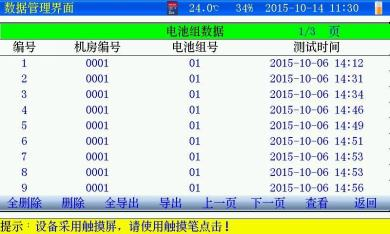 数据管理界面 24.0℃ 34% 2015-10-14 11:30
电池组数据 1/3 页
编号 机房编号 电池组号 测试时间
1 0001 01 2015-10-06 14:12
2 0001 01 2015-10-06 14:31
3 0001 01 2015-10-06 14:34
4 0001 01 2015-10-06 14:46
5 0001 01 2015-10-06 14:49
6 0001 01 2015-10-06 14:51
7 0001 01 2015-10-06 14:53
8 0001 01 2015-10-06 14:53
9 0001 01 2015-10-06 14:56
全删除 删除 全导出 导出 上一页 下一页 查看 返回
提示：设备采用触摸屏，请使用触摸笔点击！